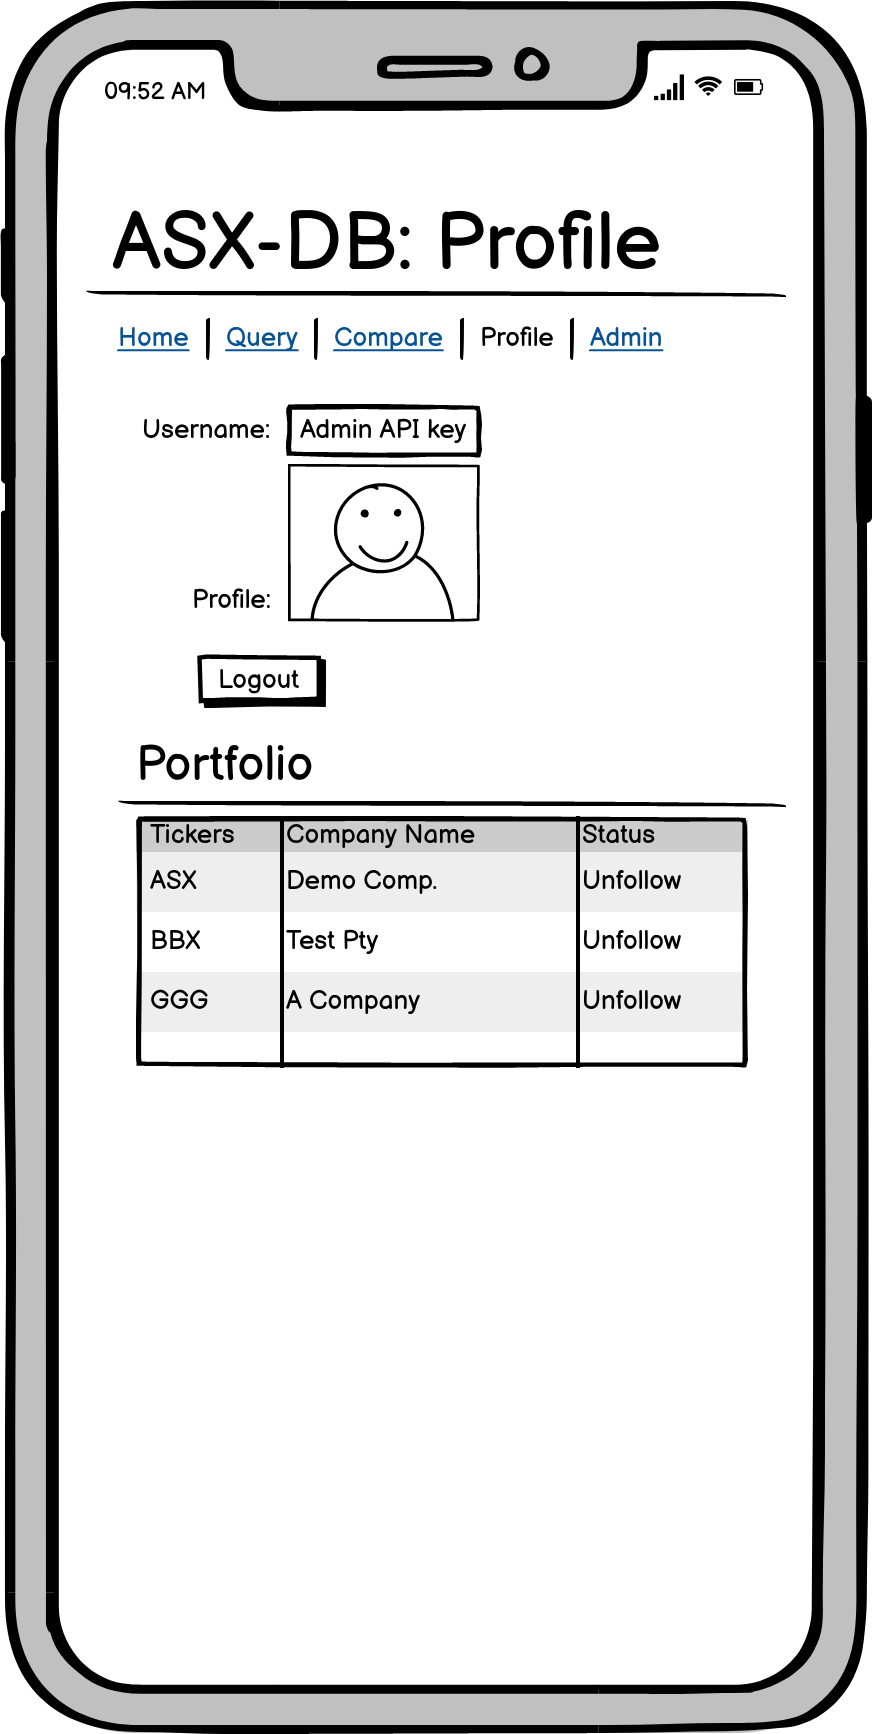 09:52 AM
ASX-DB: Profile
Home Query Compare Profile Admin
Username: Admin API key
Profile:
Logout
Portfolio
Tickers Company Name Status
ASX Demo Comp. Unfollow
BBX Test Pty Unfollow
GGG A Company Unfollow